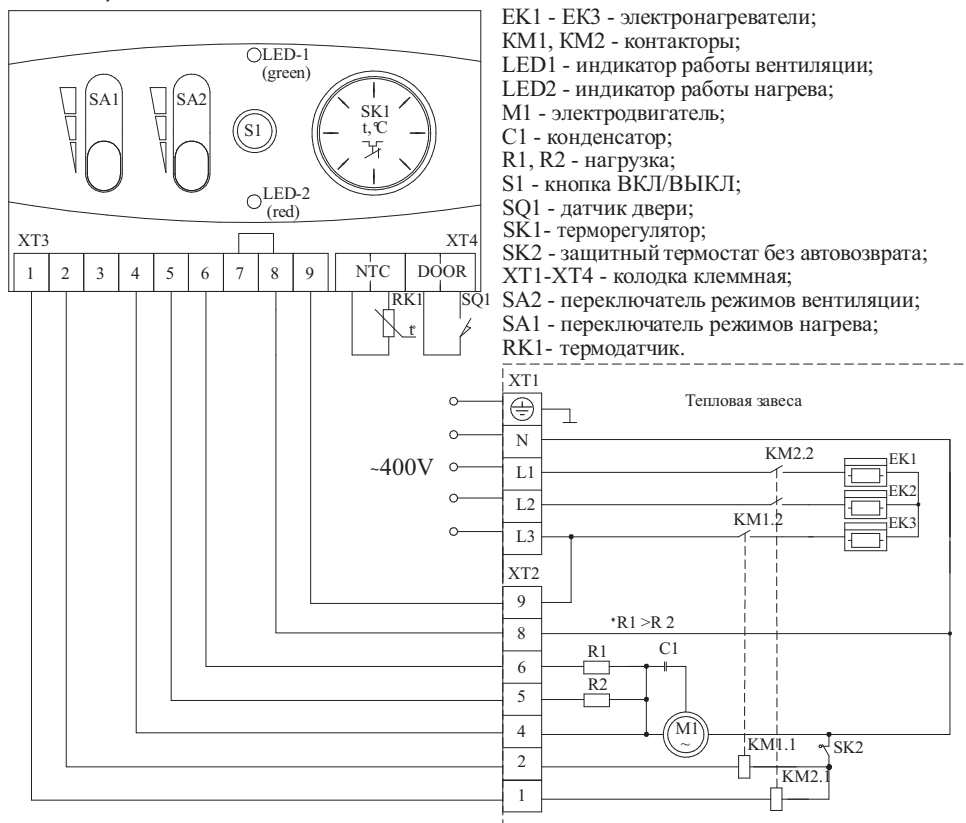 EK1 - EK3 - электронагреватели;
KM1, KM2 - контакторы;
LED1 - индикатор работы вентиляции;
LED2 - индикатор работы нагрева;
M1 - электродвигатель;
C1 - конденсатор;
R1, R2 - нагрузка;
S1 - кнопка ВКЛ/ВЫКЛ;
SQ1 - датчик двери;
SK1- терморегулятор;
SK2 - защитный термостат без автовозврата;
XT1-XT4 - колодка клеммная;
SA2 - переключатель режимов вентиляции;
SA1 - переключатель режимов нагрева;
RK1- термодатчик.
LED-1
(green)
SA1
SA2
S1
SK1
t,°C
LED-2
(red)
XT3
XT4
1 2 3 4 5 6 7 8 9 NTC DOOR
RK1
SQ1
t°
XT1
Тепловая завеса
N
~400V
L1
L2
L3
KM2.2
KM1.2
EK1
EK2
EK3
XT2
9
8
*R1 >R 2
6
R1
C1
5
R2
4
M1
~
2
KM1.1
SK2
1
KM2.1